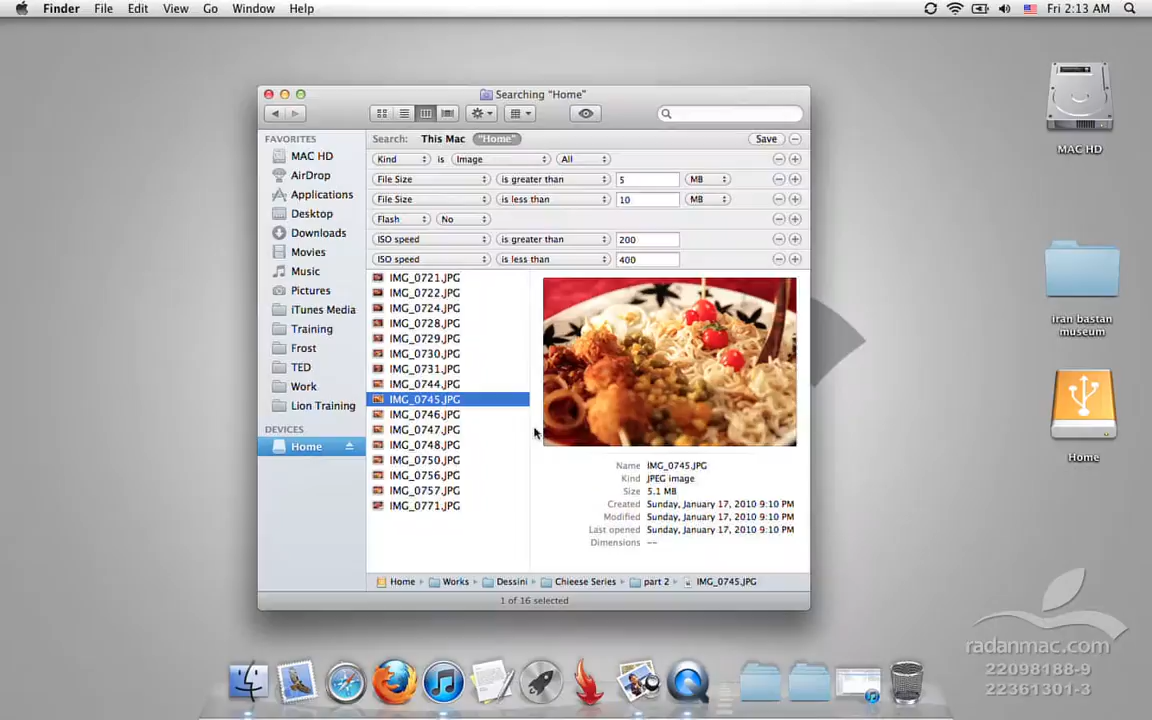 Finder File Edit View Go Window Help Fri 2:13 AM
Searching "Home"
Search: This Mac "Home" Save
Kind is Image All
File Size is greater than 5 MB
File Size is less than 10 MB
Flash No
ISO speed is greater than 200
ISO speed is less than 400
FAVORITES
MAC HD
AirDrop
Applications
Desktop
Downloads
Movies
Music
Pictures
iTunes Media
Training
Frost
TED
Work
Lion Training
DEVICES
Home
IMG_0721.JPG
IMG_0722.JPG
IMG_0724.JPG
IMG_0728.JPG
IMG_0729.JPG
IMG_0730.JPG
IMG_0731.JPG
IMG_0744.JPG
IMG_0745.JPG
IMG_0746.JPG
IMG_0747.JPG
IMG_0748.JPG
IMG_0750.JPG
IMG_0756.JPG
IMG_0757.JPG
IMG_0771.JPG
Name IMG_0745.JPG
Kind JPEG image
Size 5.1 MB
Created Sunday, January 17, 2010 9:10 PM
Modified Sunday, January 17, 2010 9:10 PM
Last opened Sunday, January 17, 2010 9:10 PM
Dimensions --
Home Works Dessini Chieese Series part 2 IMG_0745.JPG
1 of 16 selected
MAC HD
Iran bastan
museum
Home
radanmac.com
22098188-9
22361301-3